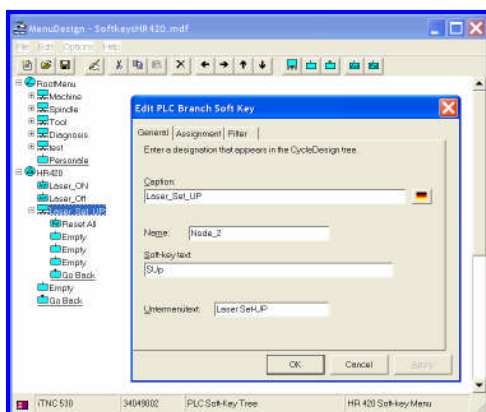 MenuDesign - SoftkeysHR420.mdf
File Edit Options Help
RootMenu
Machine
Spindle
Tool
Diagnosis
test
Personale
HR420
Laser_ON
Laser_Off
Laser_Set_UP
Reset All
Empty
Empty
Empty
Go Back
Empty
Go Back
Edit PLC Branch Soft Key
General Assignment Filter
Enter a designation that appears in the CycleDesign tree.
Caption:
Laser_Set_UP
Name: Node_2
Soft-key text
SUp
Untermenütext: Laser Set-UP
OK Cancel Apply
iTNC 530 34049002 PLC Soft-Key Tree HR 420 Soft-key Menu